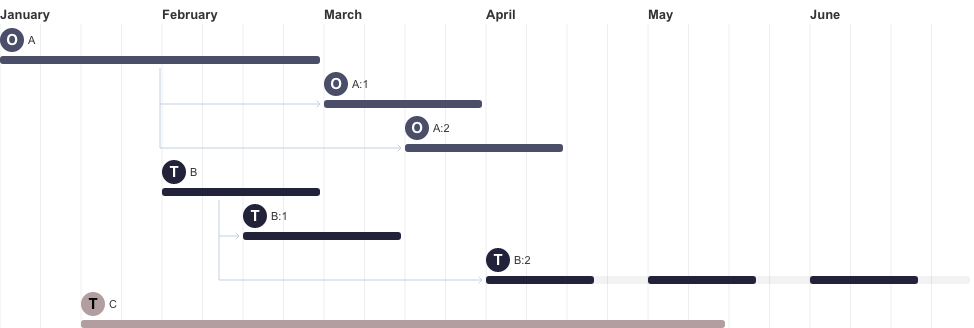 January February March April May June
O A
O A:1
O A:2
T B
T B:1
T B:2
T C